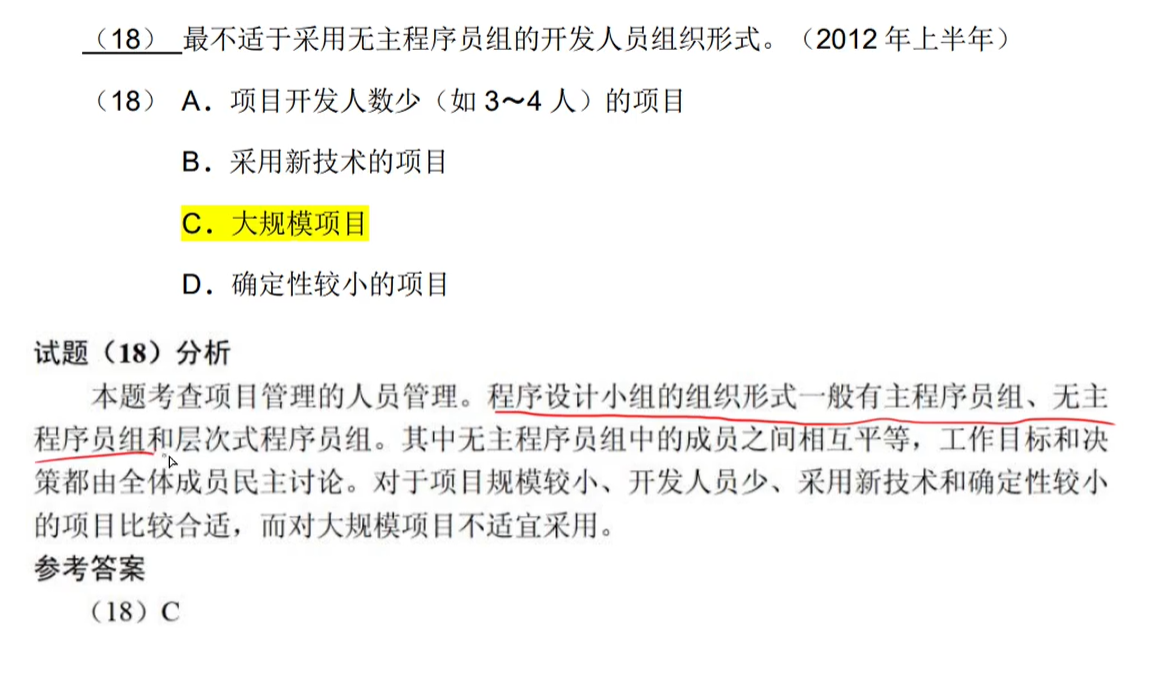 （18） 最不适于采用无主程序员组的开发人员组织形式。（2012 年上半年）
（18） A．项目开发人数少（如 3～4 人）的项目
B．采用新技术的项目
C．大规模项目
D．确定性较小的项目
试题（18）分析
本题考查项目管理的人员管理。程序设计小组的组织形式一般有主程序员组、无主
程序员组和层次式程序员组。其中无主程序员组中的成员之间相互平等，工作目标和决
策都由全体成员民主讨论。对于项目规模较小、开发人员少、采用新技术和确定性较小
的项目比较合适，而对大规模项目不适宜采用。
参考答案
（18）C